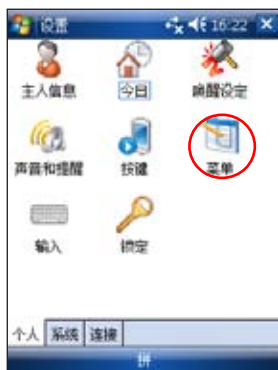 设置 16:22
主人信息 今日 唤醒设定
声音和提醒 按键 菜单
输入 锁定
个人 系统 连接
拼